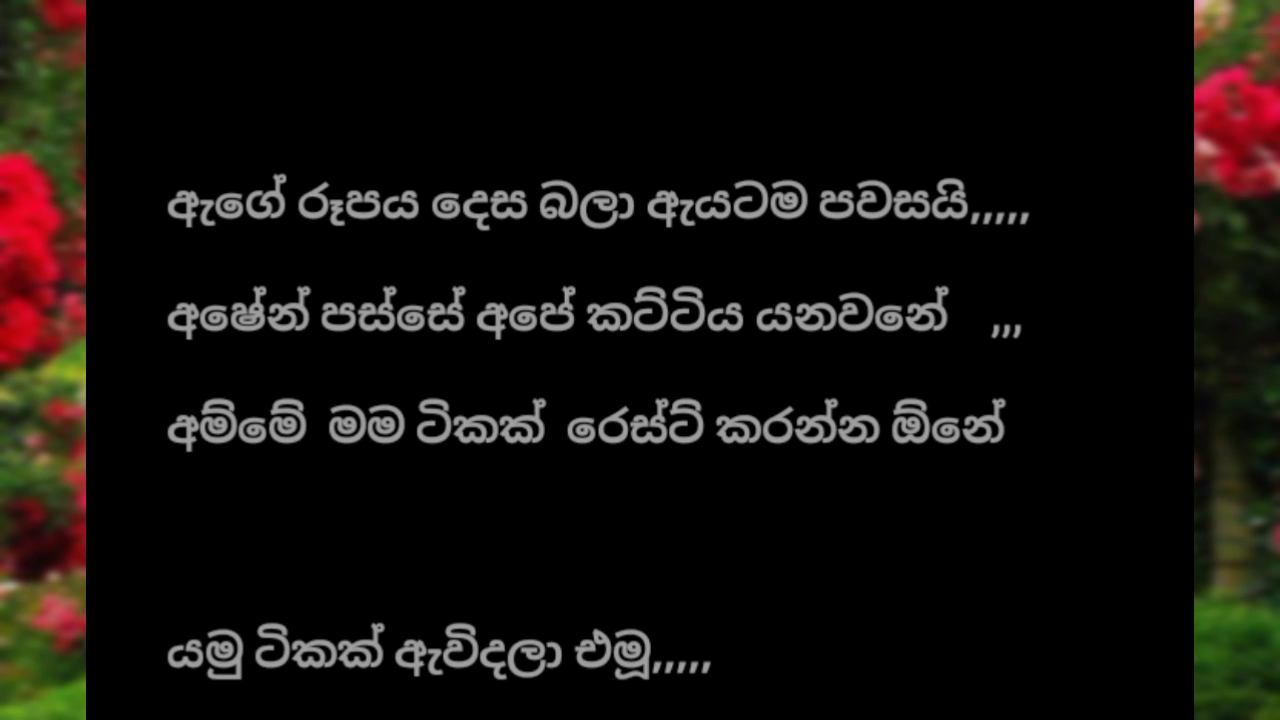 ඇගේ රූපය දෙස බලා ඇයටම පවසයි,,,,,
අෂේන් පස්සේ අපේ කට්ටිය යනවනේ ,,,
අම්මේ මම ටිකක් රෙස්ට් කරන්න ඕනේ
යමු ටිකක් ඇවිදලා එමූ,,,,,